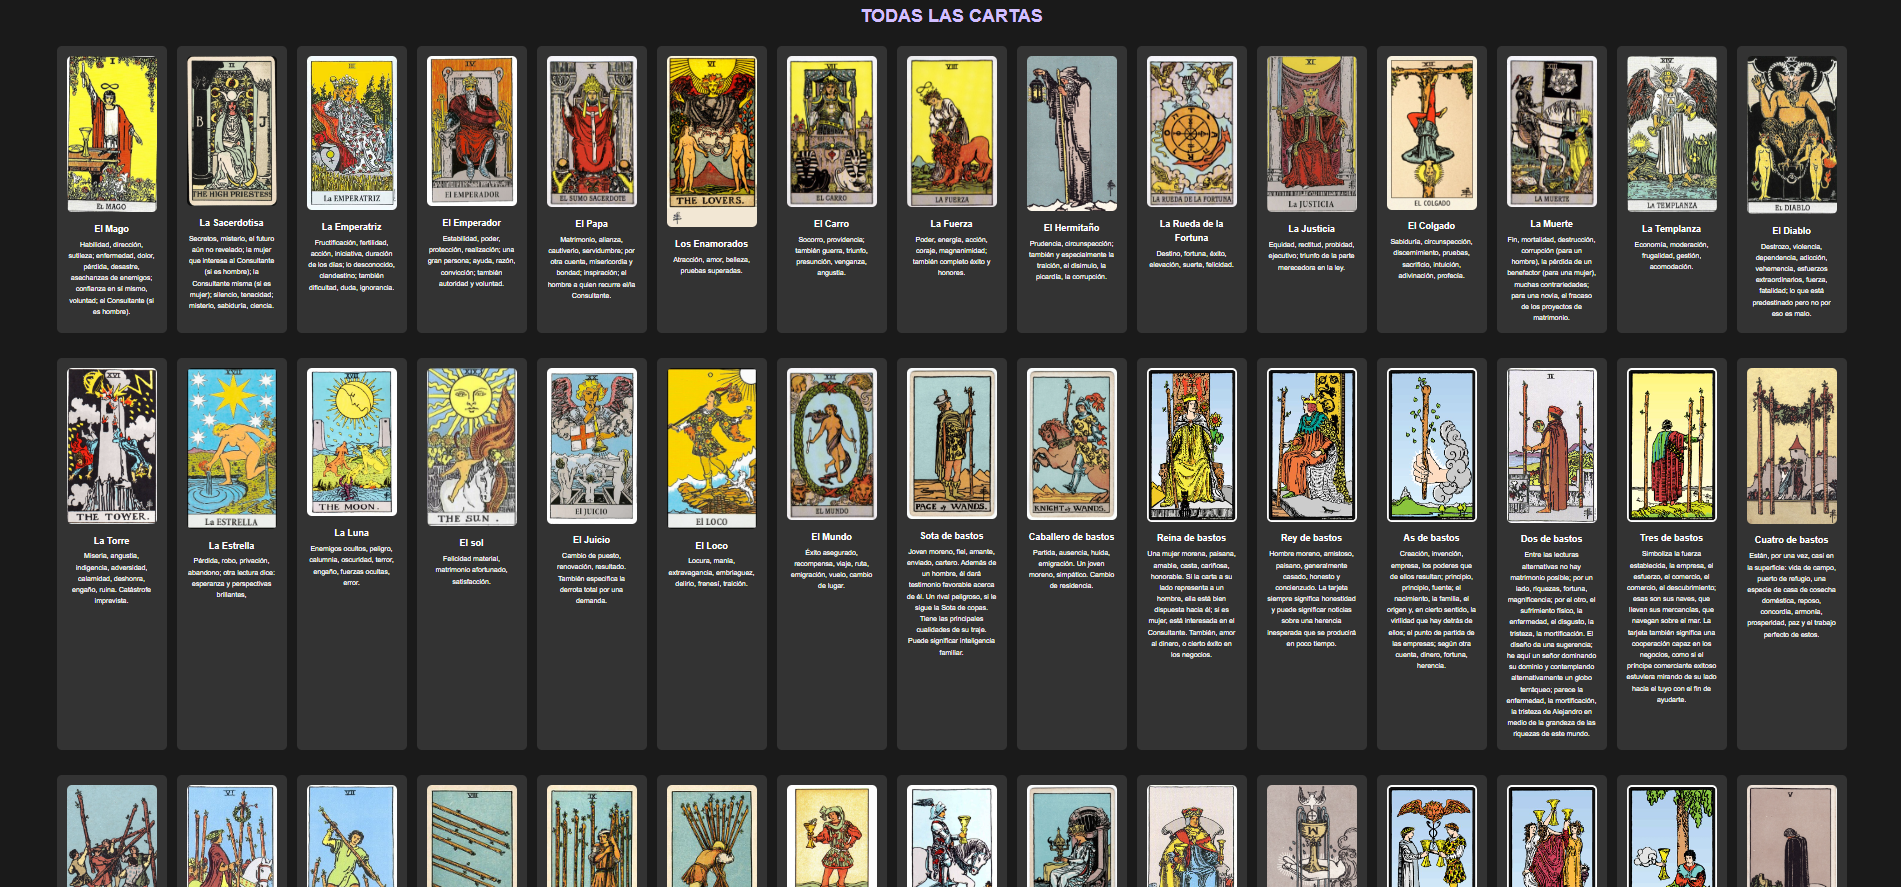 TODAS LAS CARTAS
I
EL MAGO
El Mago
Habilidad, dirección,
sutileza; enfermedad, dolor,
pérdida, desastre,
asechanzas de enemigos;
confianza en sí mismo,
voluntad; el Consultante (si
es hombre).
II
B J
THE HIGH PRIESTESS
La Sacerdotisa
Secretos, misterio, el futuro
aún no revelado; la mujer
que interesa al Consultante
(si es hombre); la
Consultante misma (si es
mujer); silencio, tenacidad;
misterio, sabiduría, ciencia.
III
La EMPERATRIZ
La Emperatriz
Fructificación, fertilidad,
acción, iniciativa, duración
de los días; lo desconocido,
clandestino; también
dificultad, duda, ignorancia.
IV
El EMPERADOR
El Emperador
Estabilidad, poder,
protección, realización; una
gran persona; ayuda, razón,
convicción; también
autoridad y voluntad.
V
EL SUMO SACERDOTE
El Papa
Matrimonio, alianza,
cautiverio, servidumbre; por
otra cuenta, misericordia y
bondad; inspiración; el
hombre a quien recurre el/la
Consultante.
VI
THE LOVERS.
Los Enamorados
Atracción, amor, belleza,
pruebas superadas.
VII
EL CARRO
El Carro
Socorro, providencia;
también guerra, triunfo,
presunción, venganza,
angustia.
VIII
LA FUERZA
La Fuerza
Poder, energía, acción,
coraje, magnanimidad;
también completo éxito y
honores.
El Hermitaño
Prudencia, circunspección;
también y especialmente la
traición, el disimulo, la
picardía, la corrupción.
LA RUEDA DE LA FORTUNA
La Rueda de la
Fortuna
Destino, fortuna, éxito,
elevación, suerte, felicidad.
XI
La JUSTICIA
La Justicia
Equidad, rectitud, probidad,
ejecutivo; triunfo de la parte
merecedora en la ley.
EL COLGADO
El Colgado
Sabiduría, circunspección,
discernimiento, pruebas,
sacrificio, intuición,
adivinación, profecía.
XIII
LA MUERTE
La Muerte
Fin, mortalidad, destrucción,
corrupción (para un
hombre), la pérdida de un
benefactor (para una mujer),
muchas contrariedades;
para una novia, el fracaso
de los proyectos de
matrimonio.
XIV
LA TEMPLANZA
La Templanza
Economía, moderación,
frugalidad, gestión,
acomodación.
XV
EL DIABLO
El Diablo
Destrozo, violencia,
dependencia, adicción,
vehemencia, esfuerzos
extraordinarios, fuerza,
fatalidad; lo que está
predestinado pero no por
eso es malo.
XVI
THE TOWER.
La Torre
Miseria, angustia,
indigencia, adversidad,
calamidad, deshonra,
engaño, ruina. Catástrofe
imprevista.
XVII
La ESTRELLA
La Estrella
Pérdida, robo, privación,
abandono; otra lectura dice:
esperanza y perspectivas
brillantes,
XVIII
THE MOON.
La Luna
Enemigos ocultos, peligro,
calumnia, oscuridad, terror,
engaño, fuerzas ocultas,
error.
XIX
THE SUN.
El sol
Felicidad material,
matrimonio afortunado,
satisfacción.
XX
El JUICIO
El Juicio
Cambio de puesto,
renovación, resultado.
También especifica la
derrota total por una
demanda.
El LOCO
El Loco
Locura, manía,
extravagancia, embriaguez,
delirio, frenesí, traición.
XXI
EL MUNDO
El Mundo
Éxito asegurado,
recompensa, viaje, ruta,
emigración, vuelo, cambio
de lugar.
PAGE of WANDS.
Sota de bastos
Joven moreno, fiel, amante,
enviado, cartero. Además de
un hombre, él dará
testimonio favorable acerca
de él. Un rival peligroso, si le
sigue la Sota de copas.
Tiene las principales
cualidades de su traje.
Puede significar inteligencia
familiar.
KNIGHT of WANDS.
Caballero de bastos
Partida, ausencia, huida,
emigración. Un joven
moreno, simpático. Cambio
de residencia.
Reina de bastos
Una mujer morena, paisana,
amable, casta, cariñosa,
honorable. Si la carta a su
lado representa a un
hombre, ella está bien
dispuesta hacia él; si es
mujer, está interesada en el
Consultante. También, amor
al dinero, o cierto éxito en
los negocios.
Rey de bastos
Hombre moreno, amistoso,
paisano, generalmente
casado, honesto y
concienzudo. La tarjeta
siempre significa honestidad
y puede significar noticias
sobre una herencia
inesperada que se producirá
en poco tiempo.
As de bastos
Creación, invención,
empresa, los poderes que
de ellos resultan; principio,
principio, fuente; el
nacimiento, la familia, el
origen y, en cierto sentido, la
virilidad que hay detrás de
ellos; el punto de partida de
las empresas; según otra
cuenta, dinero, fortuna,
herencia.
II
Dos de bastos
Entre las lecturas
alternativas no hay
matrimonio posible; por un
lado, riquezas, fortuna,
magnificencia; por el otro, el
sufrimiento físico, la
enfermedad, el disgusto, la
tristeza, la mortificación. El
diseño da una sugerencia;
he aquí un señor dominando
su dominio y contemplando
alternativamente un globo
terráqueo; parece la
enfermedad, la mortificación,
la tristeza de Alejandro en
medio de la grandeza de las
riquezas de este mundo.
Tres de bastos
Simboliza la fuerza
establecida, la empresa, el
esfuerzo, el comercio, el
comercio, el descubrimiento;
esas son sus naves, que
llevan sus mercancías, que
navegan sobre el mar. La
tarjeta también significa una
cooperación capaz en los
negocios, como si el
príncipe comerciante exitoso
estuviera mirando de su lado
hacia el tuyo con el fin de
ayudarte.
Cuatro de bastos
Están, por una vez, casi en
la superficie: vida de campo,
puerto de refugio, una
especie de casa de cosecha
doméstica, reposo,
concordia, armonía,
prosperidad, paz y el trabajo
perfecto de estos.
VI
VII
VIII
IX
V